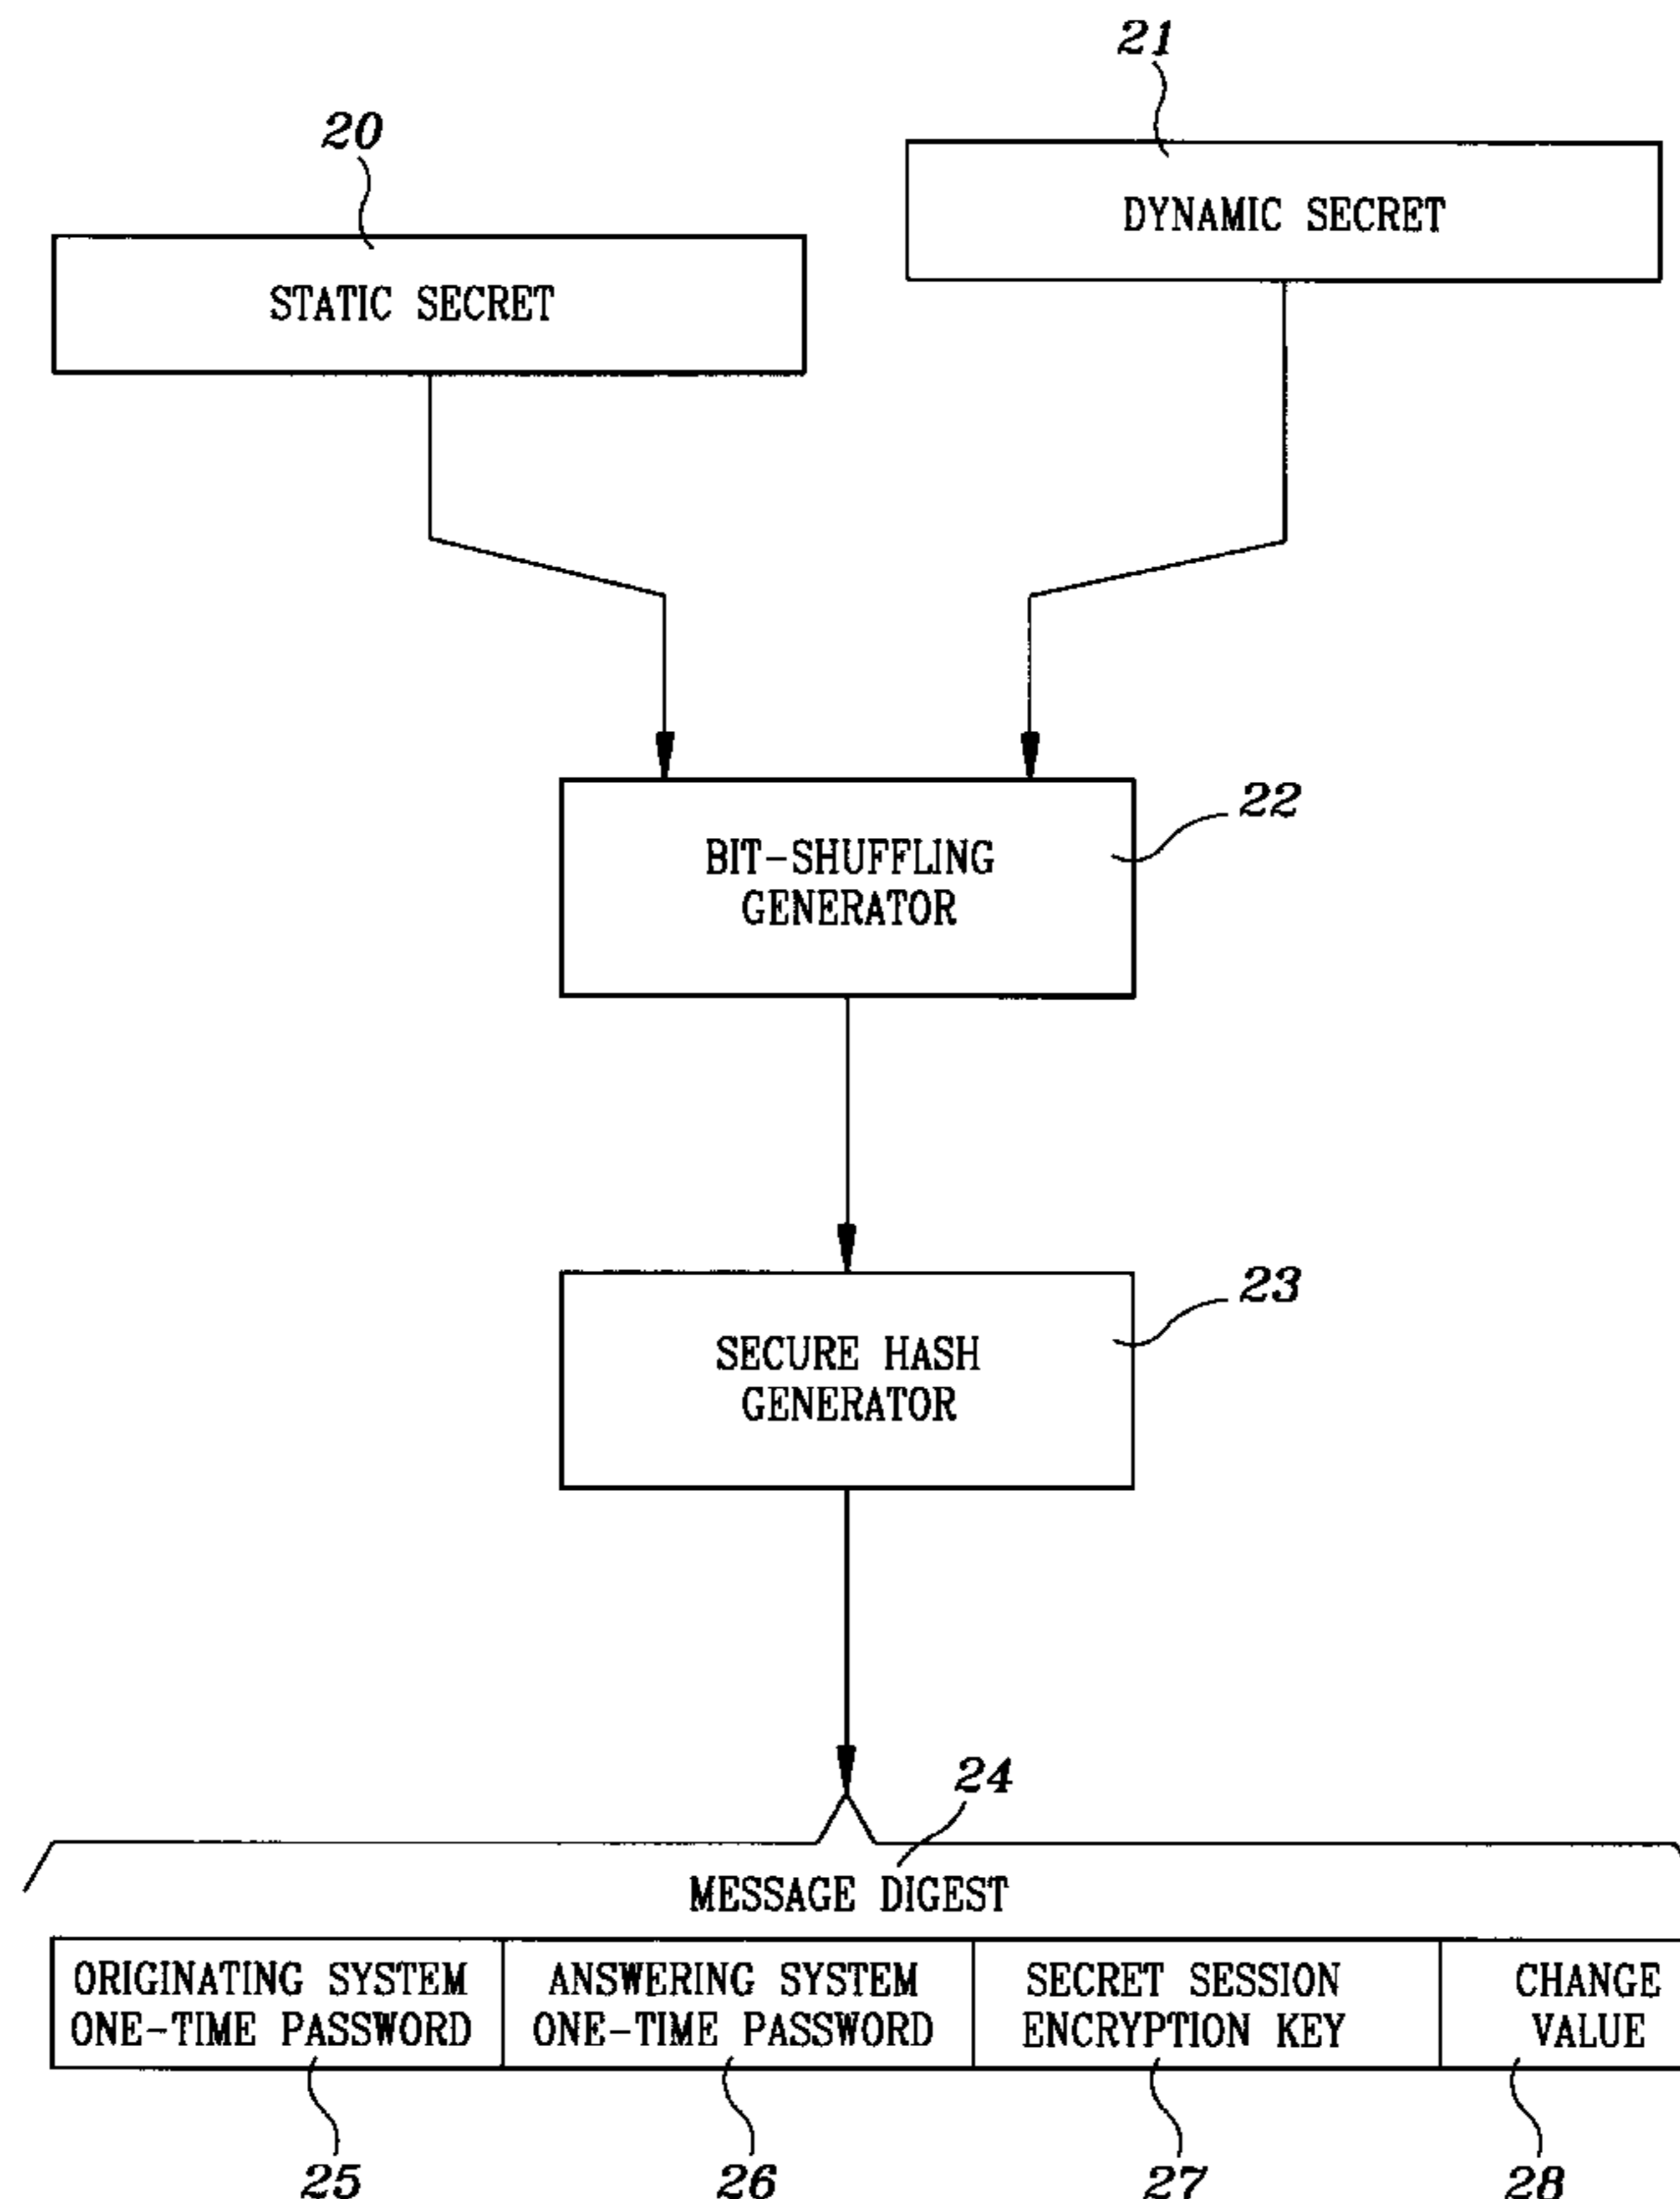 21
20
DYNAMIC SECRET
STATIC SECRET
22
BIT-SHUFFLING
GENERATOR
23
SECURE HASH
GENERATOR
24
MESSAGE DIGEST
ORIGINATING SYSTEM
ONE-TIME PASSWORD
ANSWERING SYSTEM
ONE-TIME PASSWORD
SECRET SESSION
ENCRYPTION KEY
CHANGE
VALUE
25
26
27
28